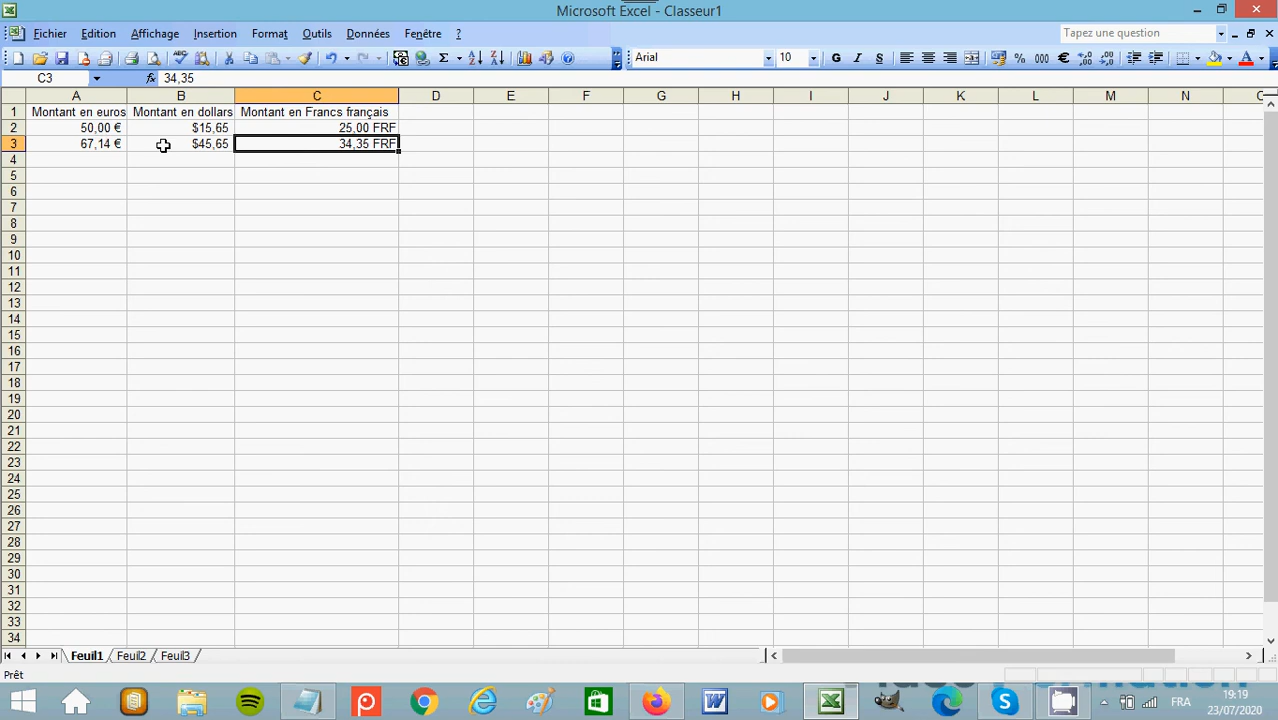 Microsoft Excel - Classeur1
Fichier Edition Affichage Insertion Format Outils Données Fenêtre ? Tapez une question
Arial 10 G I S % 000
C3 fx 34,35
A B C D E F G H I J K L M N
1 Montant en euros Montant en dollars Montant en Francs français
2 50,00 € $15,65 25,00 FRF
3 67,14 € $45,65 34,35 FRF
4
5
6
7
8
9
10
11
12
13
14
15
16
17
18
19
20
21
22
23
24
25
26
27
28
29
30
31
32
33
34
Feuil1 Feuil2 Feuil3
Prêt
FRA 19:19
23/07/2020